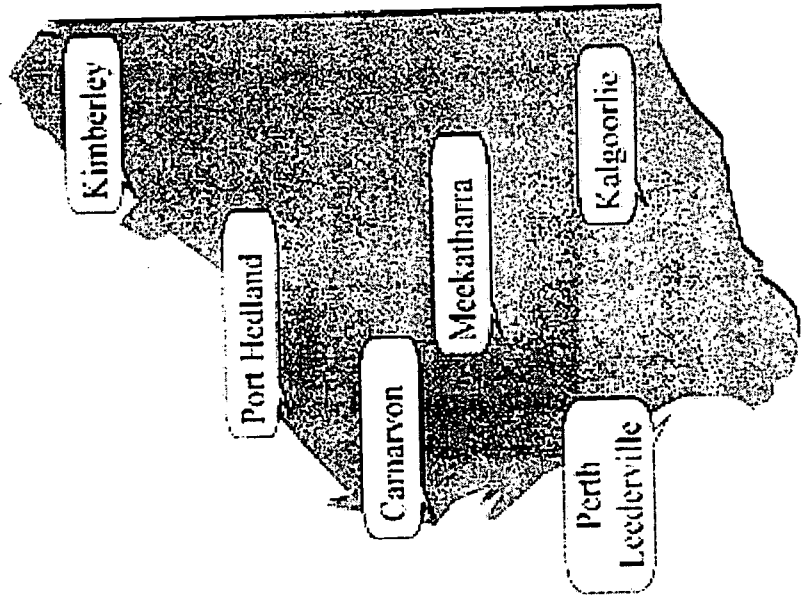 Kimberley
Port Hedland
Carnarvon
Meekatharra
Kalgoorlie
Perth
Leederville